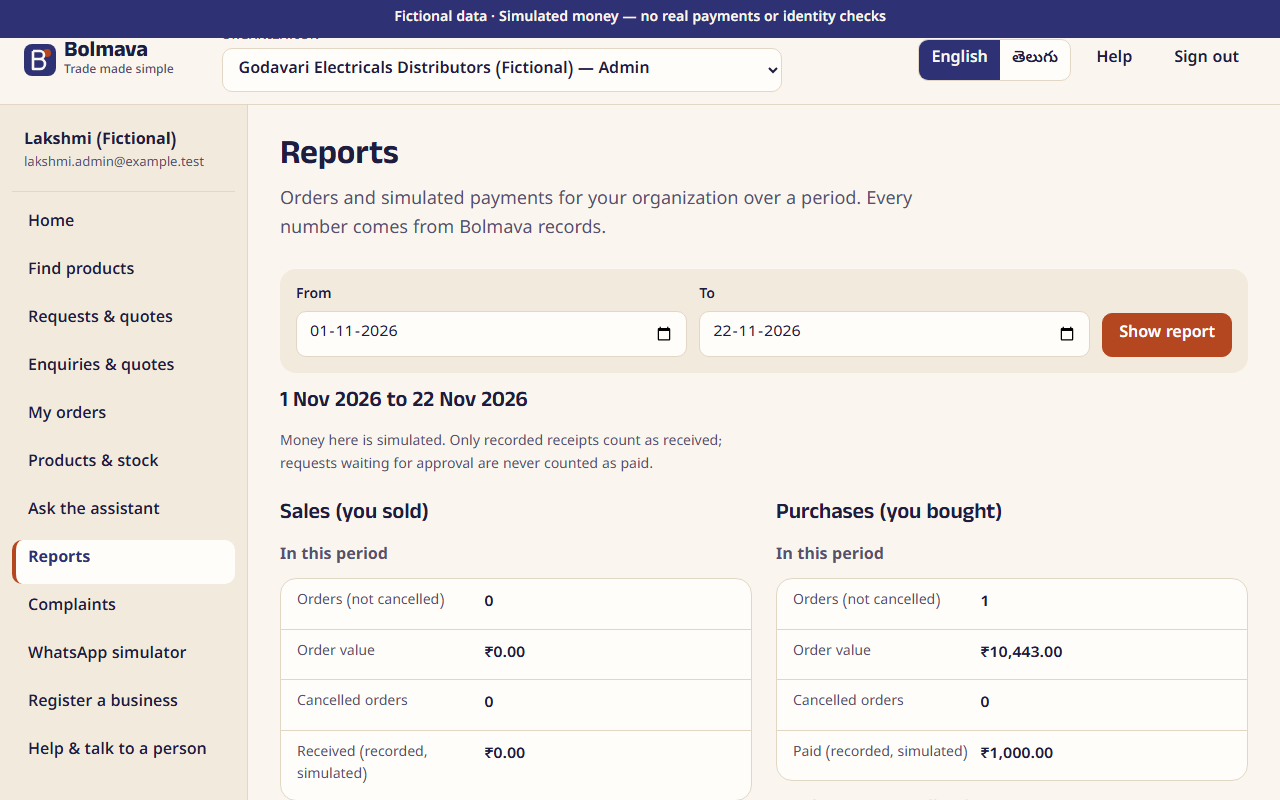 Fictional data · Simulated money — no real payments or identity checks
Bolmava
Trade made simple
Godavari Electricals Distributors (Fictional) — Admin
English
తెలుగు
Help
Sign out
Lakshmi (Fictional)
lakshmi.admin@example.test
Home
Find products
Requests & quotes
Enquiries & quotes
My orders
Products & stock
Ask the assistant
Reports
Complaints
WhatsApp simulator
Register a business
Help & talk to a person
Reports
Orders and simulated payments for your organization over a period. Every
number comes from Bolmava records.
From
To
01-11-2026
22-11-2026
Show report
1 Nov 2026 to 22 Nov 2026
Money here is simulated. Only recorded receipts count as received;
requests waiting for approval are never counted as paid.
Sales (you sold)
In this period
Orders (not cancelled) 0
Order value ₹0.00
Cancelled orders 0
Received (recorded, ₹0.00
simulated)
Purchases (you bought)
In this period
Orders (not cancelled) 1
Order value ₹10,443.00
Cancelled orders 0
Paid (recorded, simulated) ₹1,000.00